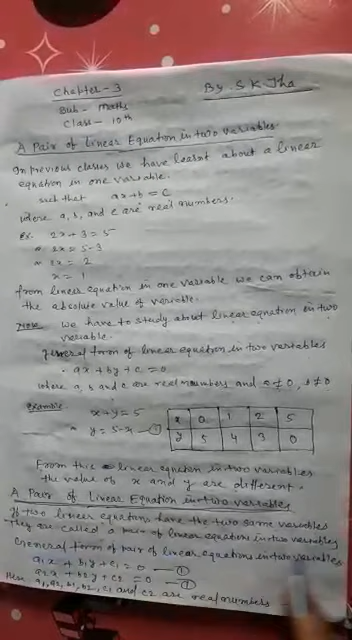 Chapter-3
By. S K Jha
Sub- Maths
Class - 10th
A Pair of Linear Equation in two variables.
In previous classes we have learnt about a linear
equation in one variable.
such that ax+b=c
where a, b, and c are real numbers.
Ex. 2x+3=5
2x= 5-3
2x= 2
x=1
from linear equation in one variable we can obtain
the absolute value of variable.
Now we have to study about linear equation in two
variable.
general form of linear equation in two variables
ax+by+c=0
where a, b and c are real numbers and a≠0, b≠0
Example x+y=5
y=5-x —①
x 0 1 2 5
y 5 4 3 0
From this linear equation in two variables
the value of x and y are different.
A Pair of Linear Equation in two variables
If two linear equations have the two same variables
They are called a pair of linear equation in two variables
General form of pair of linear equations in two variables
a1x + b1y + c1 = 0 —①
a2x + b2y + c2 = 0 —
Here a1, a2, b1, b2, c1 and c2 are real numbers